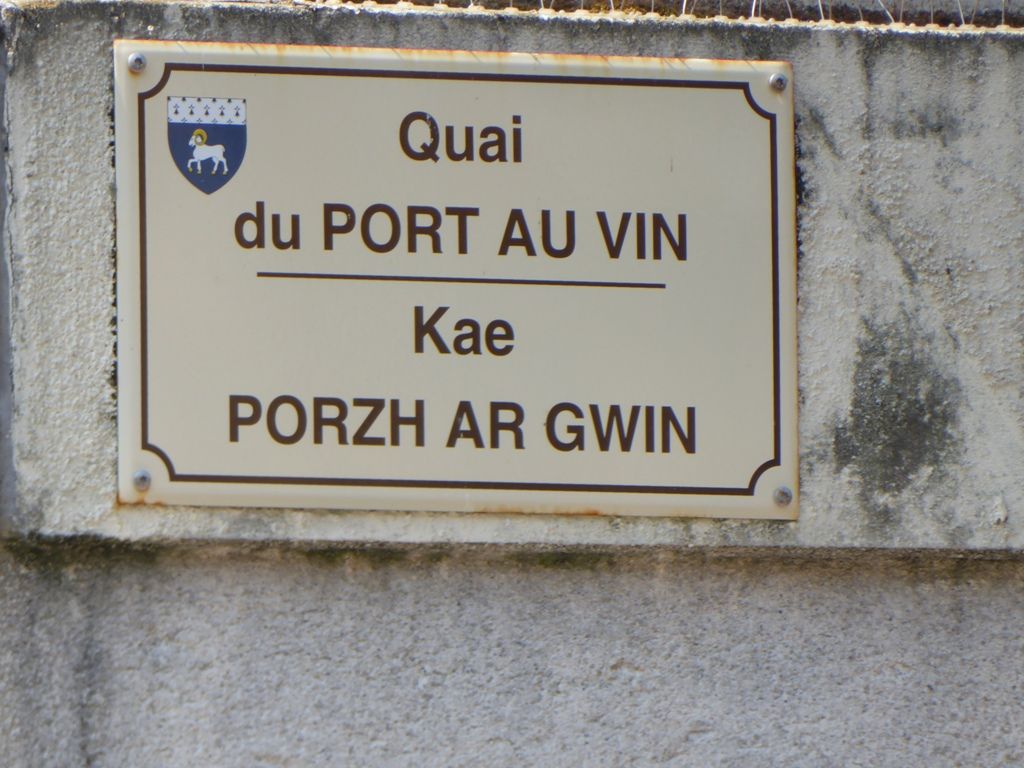 Quai
du PORT AU VIN
Kae
PORZH AR GWIN